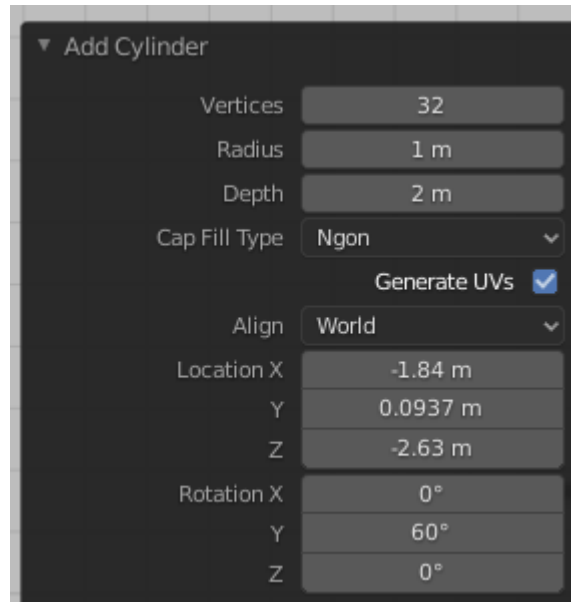 Add Cylinder
Vertices 32
Radius 1 m
Depth 2 m
Cap Fill Type Ngon
Generate UVs
Align World
Location X -1.84 m
Y 0.0937 m
Z -2.63 m
Rotation X 0°
Y 60°
Z 0°